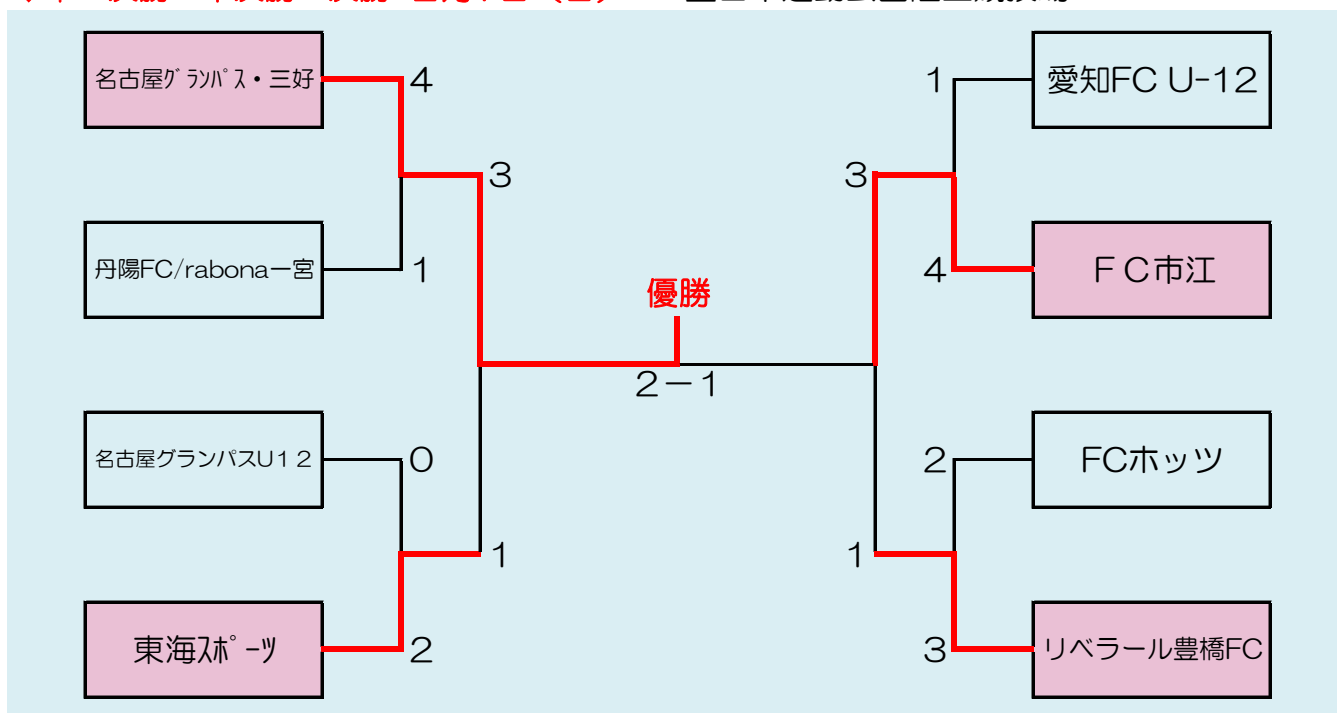 名古屋ｸﾞﾗﾝﾊﾟｽ・三好
4
1
愛知FC U-12
3
3
丹陽FC/rabona一宮
1
4
ＦＣ市江
優勝
2－1
名古屋グランパスU１２
0
2
FCホッツ
1
1
東海ｽﾎﾟｰﾂ
2
3
リベラール豊橋FC